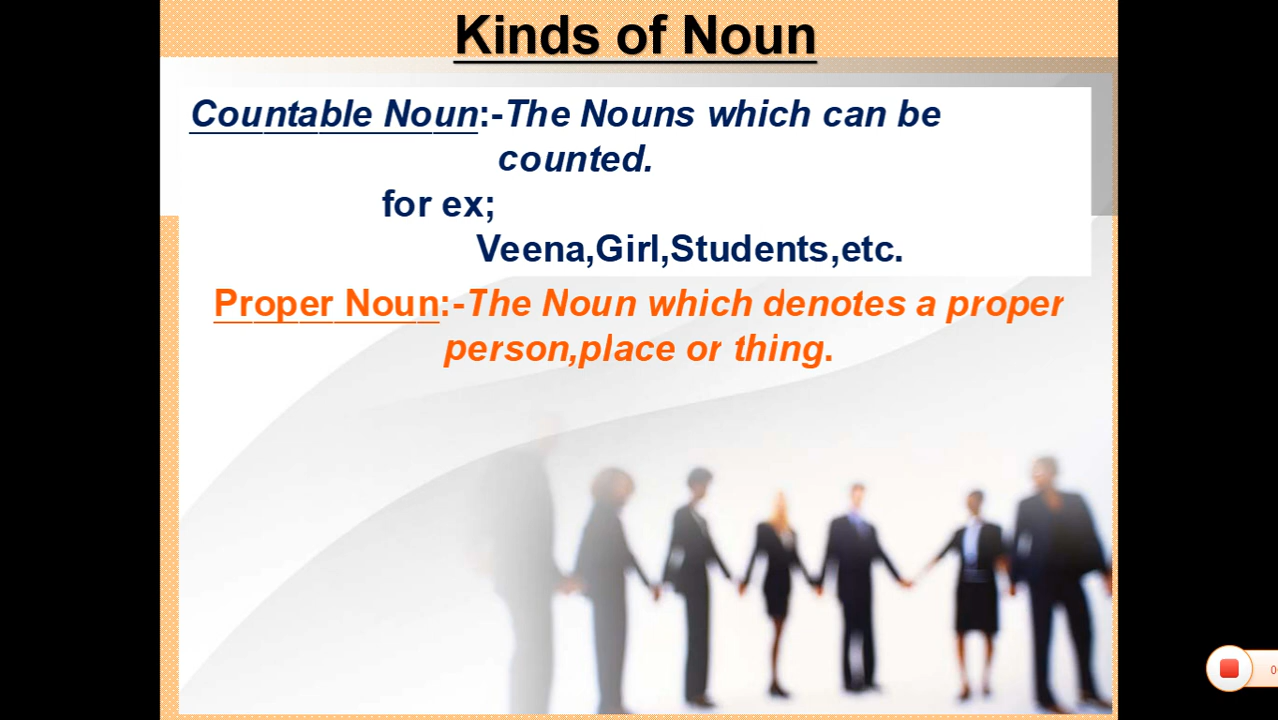 Kinds of Noun
Countable Noun:-The Nouns which can be
counted.
for ex;
Veena,Girl,Students,etc.
Proper Noun:-The Noun which denotes a proper
person,place or thing.